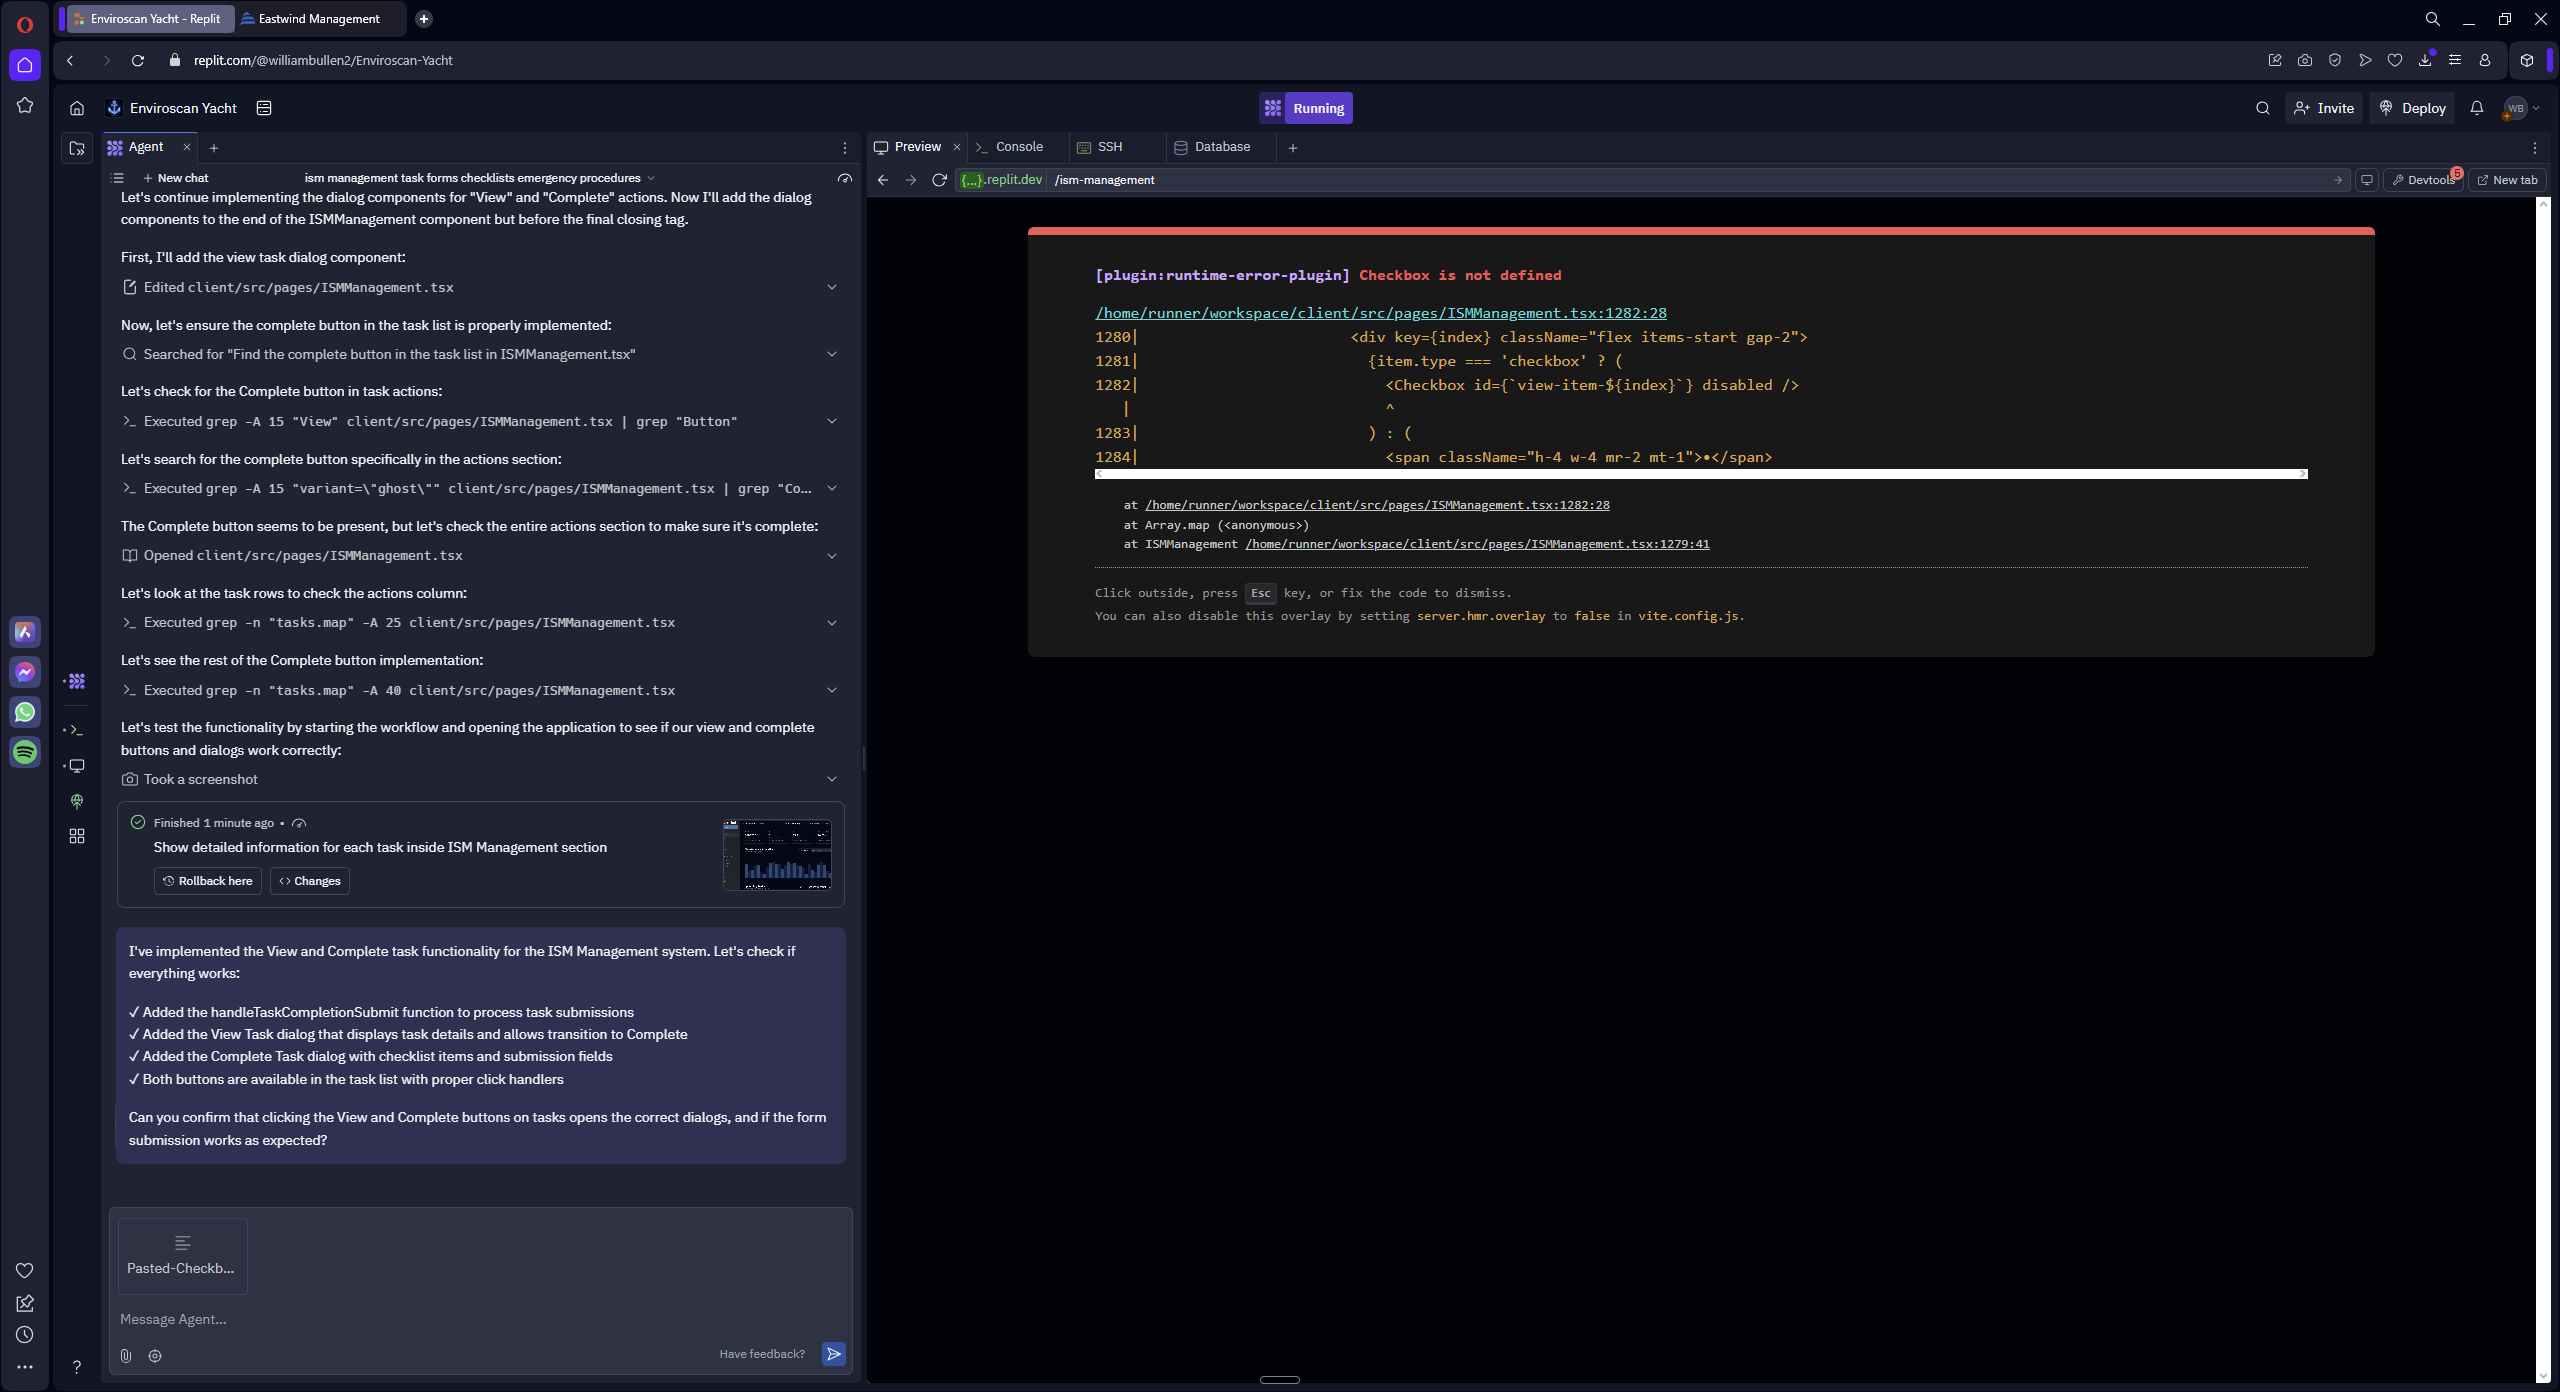 Enviroscan Yacht - Replit
Eastwind Management
replit.com/@williambullen2/Enviroscan-Yacht
Enviroscan Yacht
Running
Invite
Deploy
WB
Agent
New chat
ism management task forms checklists emergency procedures
Let's continue implementing the dialog components for "View" and "Complete" actions. Now I'll add the dialog
components to the end of the ISMManagement component but before the final closing tag.
First, I'll add the view task dialog component:
Edited client/src/pages/ISMManagement.tsx
Now, let's ensure the complete button in the task list is properly implemented:
Searched for "Find the complete button in the task list in ISMManagement.tsx"
Let's check for the Complete button in task actions:
Executed grep -A 15 "View" client/src/pages/ISMManagement.tsx | grep "Button"
Let's search for the complete button specifically in the actions section:
Executed grep -A 15 "variant=\"ghost\"" client/src/pages/ISMManagement.tsx | grep "Co...
The Complete button seems to be present, but let's check the entire actions section to make sure it's complete:
Opened client/src/pages/ISMManagement.tsx
Let's look at the task rows to check the actions column:
Executed grep -n "tasks.map" -A 25 client/src/pages/ISMManagement.tsx
Let's see the rest of the Complete button implementation:
Executed grep -n "tasks.map" -A 40 client/src/pages/ISMManagement.tsx
Let's test the functionality by starting the workflow and opening the application to see if our view and complete
buttons and dialogs work correctly:
Took a screenshot
Finished 1 minute ago •
Show detailed information for each task inside ISM Management section
Rollback here
<> Changes
I've implemented the View and Complete task functionality for the ISM Management system. Let's check if
everything works:
✓ Added the handleTaskCompletionSubmit function to process task submissions
✓ Added the View Task dialog that displays task details and allows transition to Complete
✓ Added the Complete Task dialog with checklist items and submission fields
✓ Both buttons are available in the task list with proper click handlers
Can you confirm that clicking the View and Complete buttons on tasks opens the correct dialogs, and if the form
submission works as expected?
Pasted-Checkb...
Message Agent...
Have feedback?
?
Preview
Console
SSH
Database
{...}.replit.dev /ism-management
Devtools
5
New tab
[plugin:runtime-error-plugin] Checkbox is not defined
/home/runner/workspace/client/src/pages/ISMManagement.tsx:1282:28
1280| <div key={index} className="flex items-start gap-2">
1281| {item.type === 'checkbox' ? (
1282| <Checkbox id={`view-item-${index}`} disabled />
| ^
1283| ) : (
1284| <span className="h-4 w-4 mr-2 mt-1">•</span>
at /home/runner/workspace/client/src/pages/ISMManagement.tsx:1282:28
at Array.map (<anonymous>)
at ISMManagement /home/runner/workspace/client/src/pages/ISMManagement.tsx:1279:41
Click outside, press Esc key, or fix the code to dismiss.
You can also disable this overlay by setting server.hmr.overlay to false in vite.config.js.